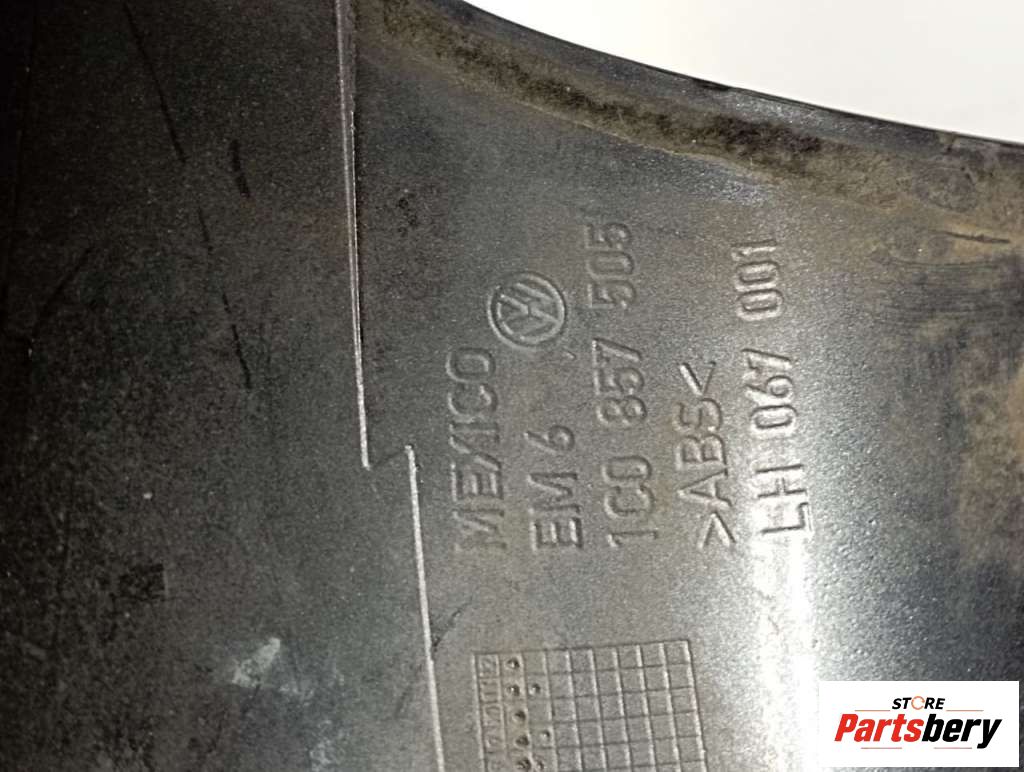 MEXICO
EM 6
1C0 857 505
>ABS<
LH 067 001
STORE
Partsbery